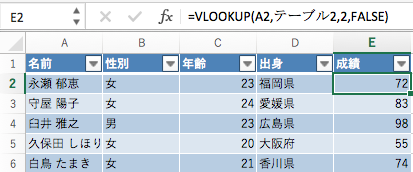 E2 fx =VLOOKUP(A2,テーブル2,2,FALSE)
A B C D E
1 名前 性別 年齢 出身 成績
2 永瀬 郁恵 女 23 福岡県 72
3 守屋 陽子 女 24 愛媛県 83
4 臼井 雅之 男 23 広島県 98
5 久保田 しほり 女 20 大阪府 55
6 白鳥 たまき 女 21 香川県 74